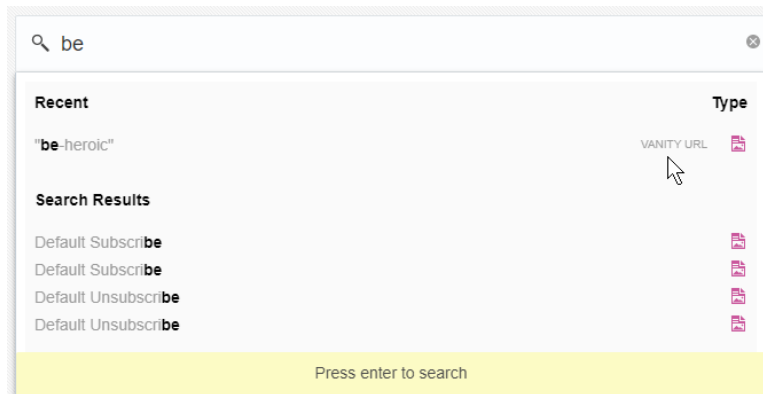 be
Recent Type
"be-heroic" VANITY URL
Search Results
Default Subscribe
Default Subscribe
Default Unsubscribe
Default Unsubscribe
Press enter to search